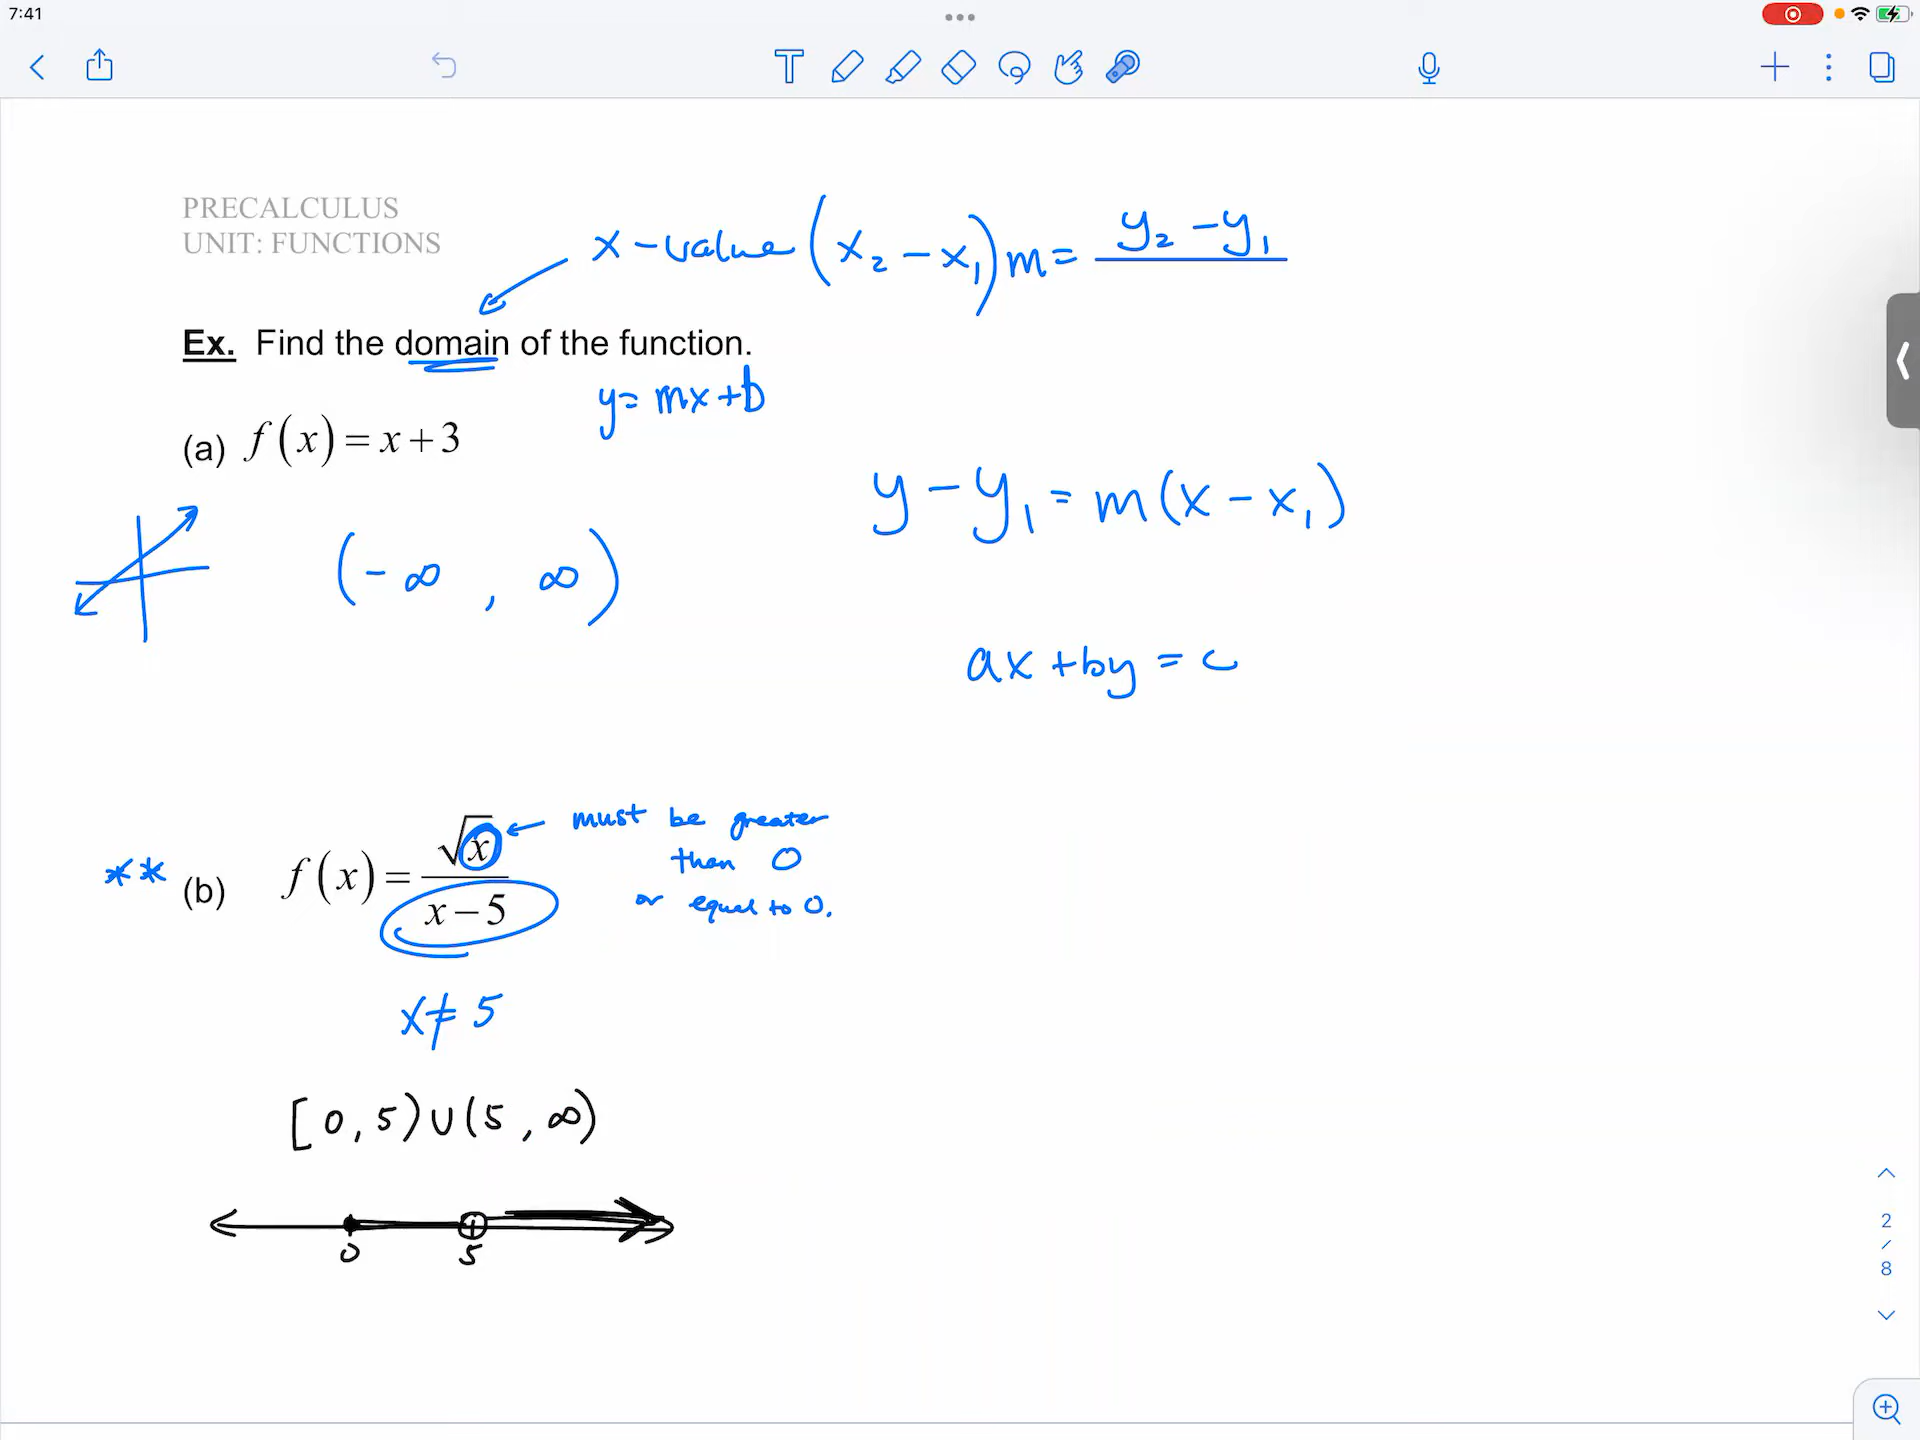 7:41
PRECALCULUS
UNIT: FUNCTIONS
x-value (x₂ - x₁) m = y₂ - y₁
Ex. Find the domain of the function.
y = mx + b
(a) f(x) = x + 3
y - y₁ = m(x - x₁)
(-∞, ∞)
ax + by = c
** (b) f(x) = √x / (x - 5)
must be greater
than 0
or equal to 0.
x ≠ 5
[0, 5) ∪ (5, ∞)
0 5
2
/
8